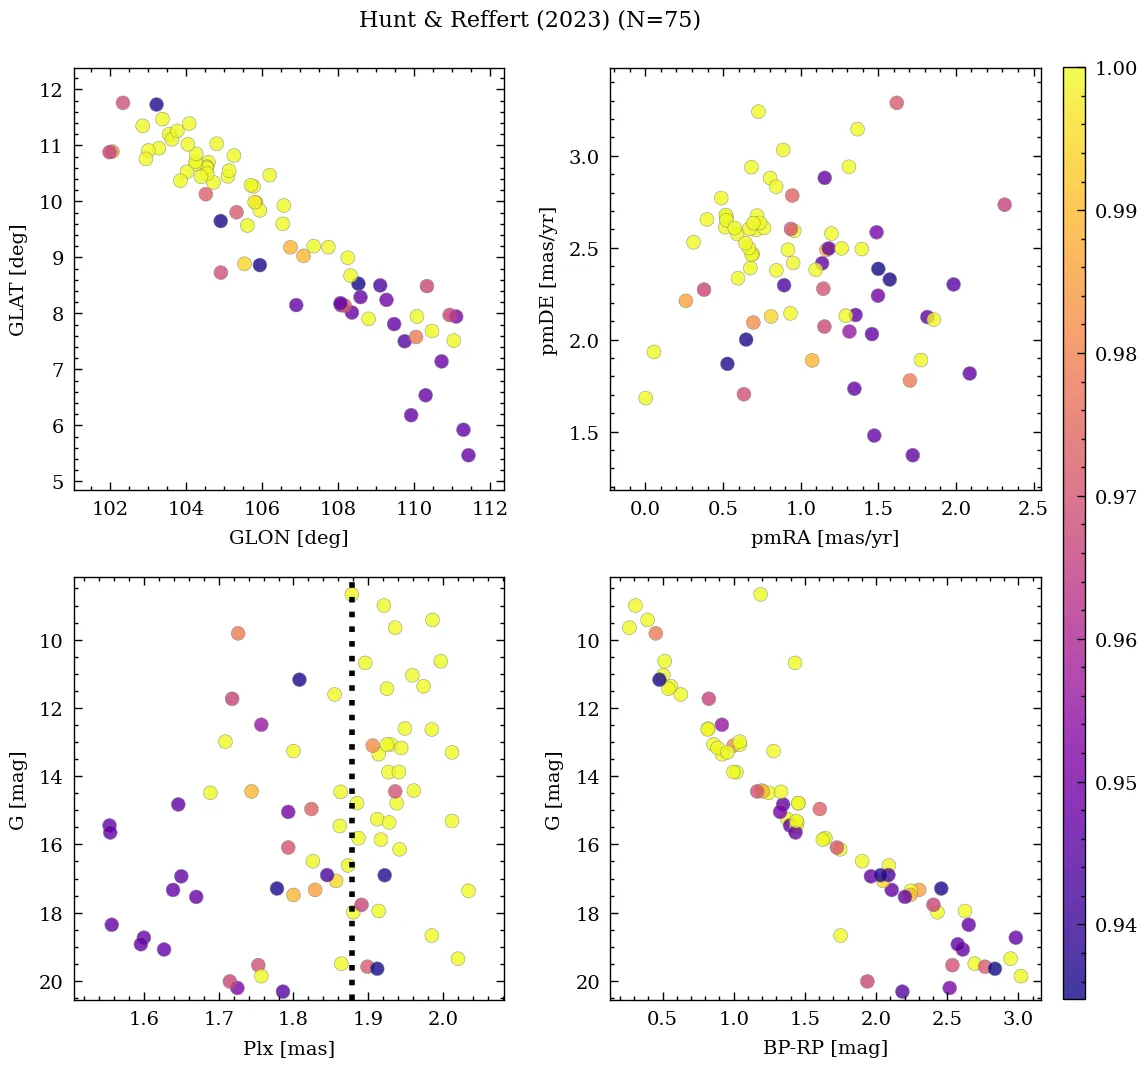 Hunt & Reffert (2023) (N=75)
12
11
10
9
8
7
6
5
GLAT [deg]
102 104 106 108 110 112
GLON [deg]
3.0
2.5
2.0
1.5
pmDE [mas/yr]
0.0 0.5 1.0 1.5 2.0 2.5
pmRA [mas/yr]
10
12
14
16
18
20
G [mag]
1.6 1.7 1.8 1.9 2.0
Plx [mas]
10
12
14
16
18
20
G [mag]
0.5 1.0 1.5 2.0 2.5 3.0
BP-RP [mag]
1.00
0.99
0.98
0.97
0.96
0.95
0.94